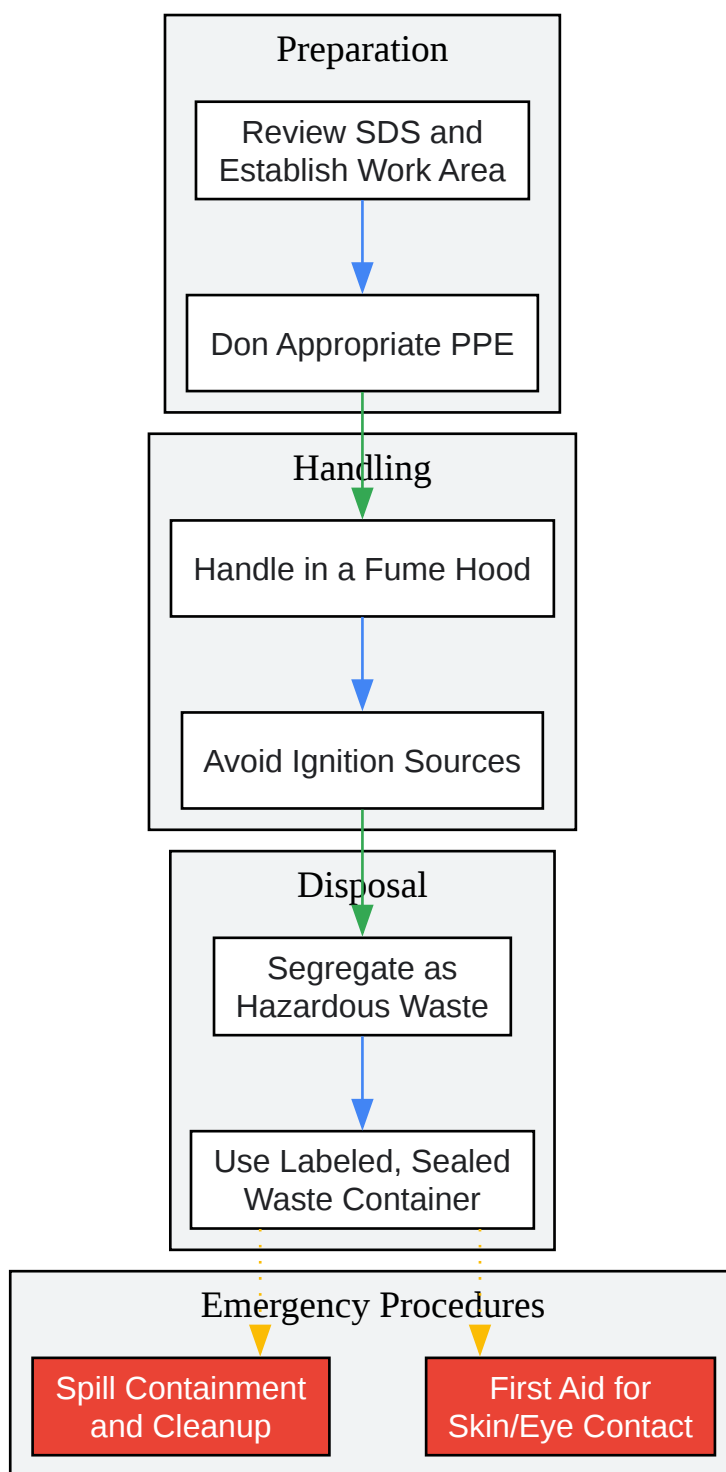 Preparation
Review SDS and
Establish Work Area
Don Appropriate PPE
Handling
Handle in a Fume Hood
Avoid Ignition Sources
Disposal
Segregate as
Hazardous Waste
Use Labeled, Sealed
Waste Container
Emergency Procedures
Spill Containment
and Cleanup
First Aid for
Skin/Eye Contact